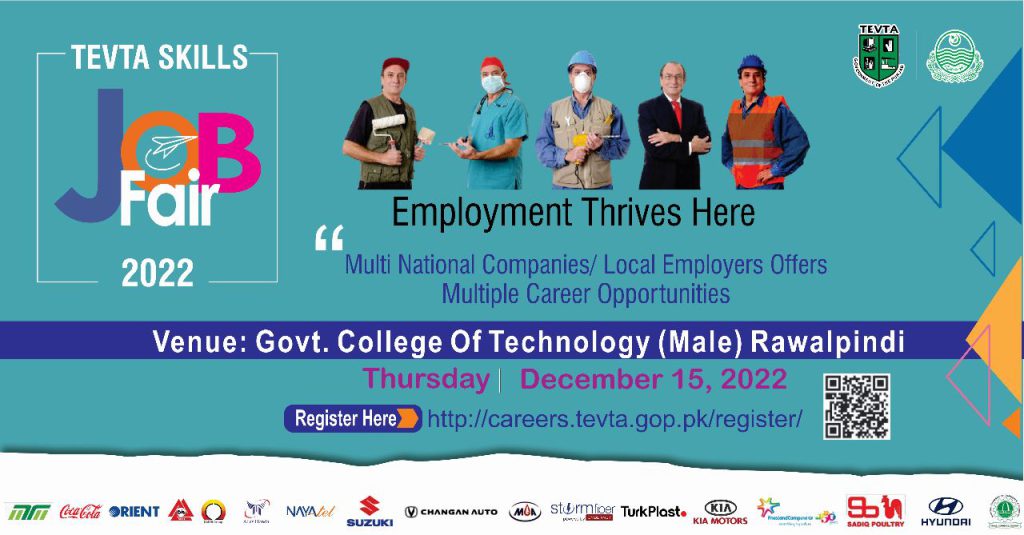 TEVTA SKILLS
JOB
Fair
2022
TEVTA
Employment Thrives Here
“
Multi National Companies/ Local Employers Offers
Multiple Career Opportunities
Venue: Govt. College Of Technology (Male) Rawalpindi
Thursday | December 15, 2022
Register Here
http://careers.tevta.gop.pk/register/
MTM
Coca-Cola
ORIENT
NAYAtel
SUZUKI
CHANGAN AUTO
stormfiber
TurkPlast
KIA
KIA MOTORS
SADIQ POULTRY
HYUNDAI